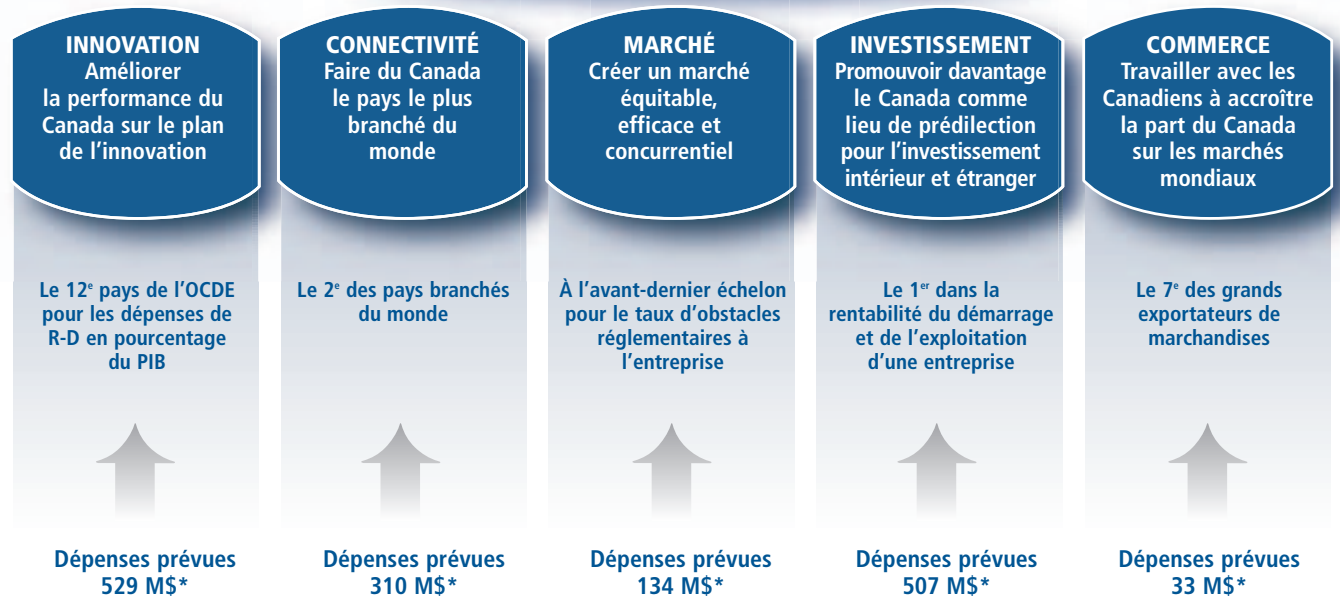 INNOVATION
Améliorer
la performance du
Canada sur le plan
de l’innovation
CONNECTIVITÉ
Faire du Canada
le pays le plus
branché du
monde
MARCHÉ
Créer un marché
équitable,
efficace et
concurrentiel
INVESTISSEMENT
Promouvoir davantage
le Canada comme
lieu de prédilection
pour l’investissement
intérieur et étranger
COMMERCE
Travailler avec les
Canadiens à accroître
la part du Canada
sur les marchés
mondiaux
Le 12e pays de l’OCDE
pour les dépenses de
R-D en pourcentage
du PIB
Le 2e des pays branchés
du monde
À l’avant-dernier échelon
pour le taux d’obstacles
réglementaires à
l’entreprise
Le 1er dans la
rentabilité du démarrage
et de l’exploitation
d’une entreprise
Le 7e des grands
exportateurs de
marchandises
Dépenses prévues
529 M$*
Dépenses prévues
310 M$*
Dépenses prévues
134 M$*
Dépenses prévues
507 M$*
Dépenses prévues
33 M$*